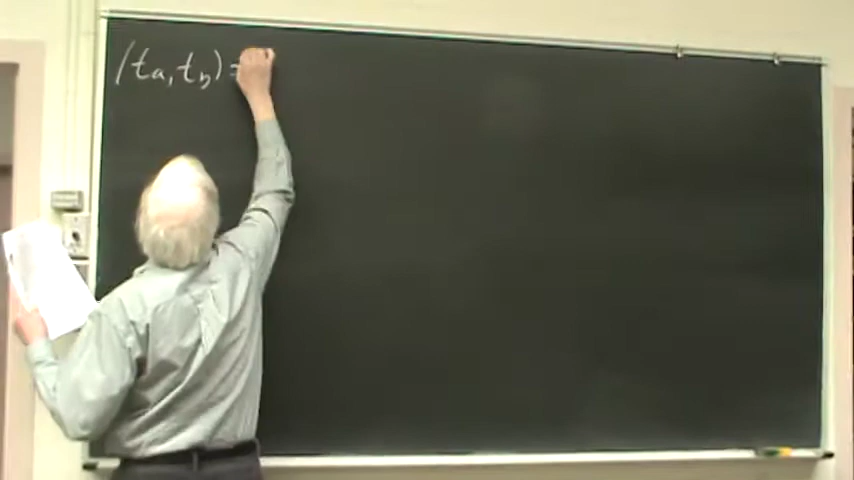 (ta, tb) =